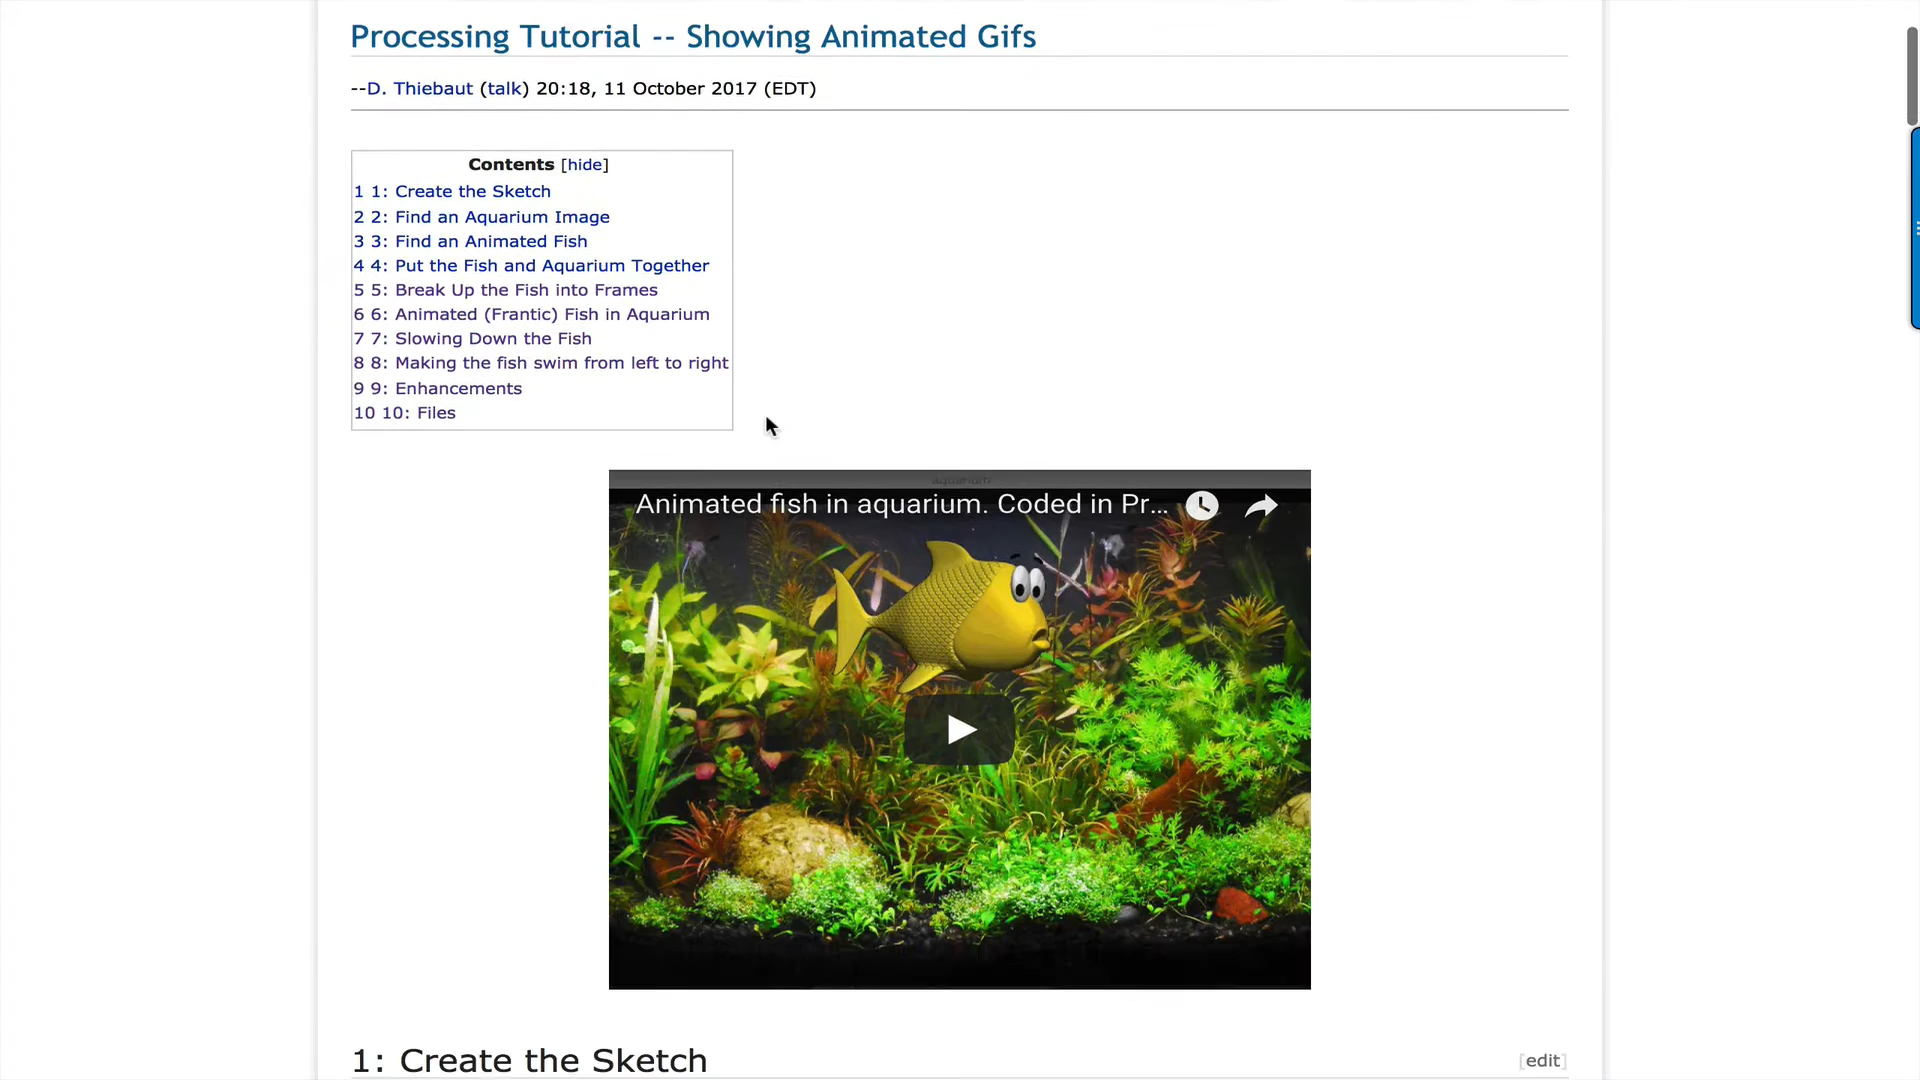 Processing Tutorial -- Showing Animated Gifs
--D. Thiebaut (talk) 20:18, 11 October 2017 (EDT)
Contents [hide]
1 1: Create the Sketch
2 2: Find an Aquarium Image
3 3: Find an Animated Fish
4 4: Put the Fish and Aquarium Together
5 5: Break Up the Fish into Frames
6 6: Animated (Frantic) Fish in Aquarium
7 7: Slowing Down the Fish
8 8: Making the fish swim from left to right
9 9: Enhancements
10 10: Files
aquarium
Animated fish in aquarium. Coded in Pr...
1: Create the Sketch [edit]